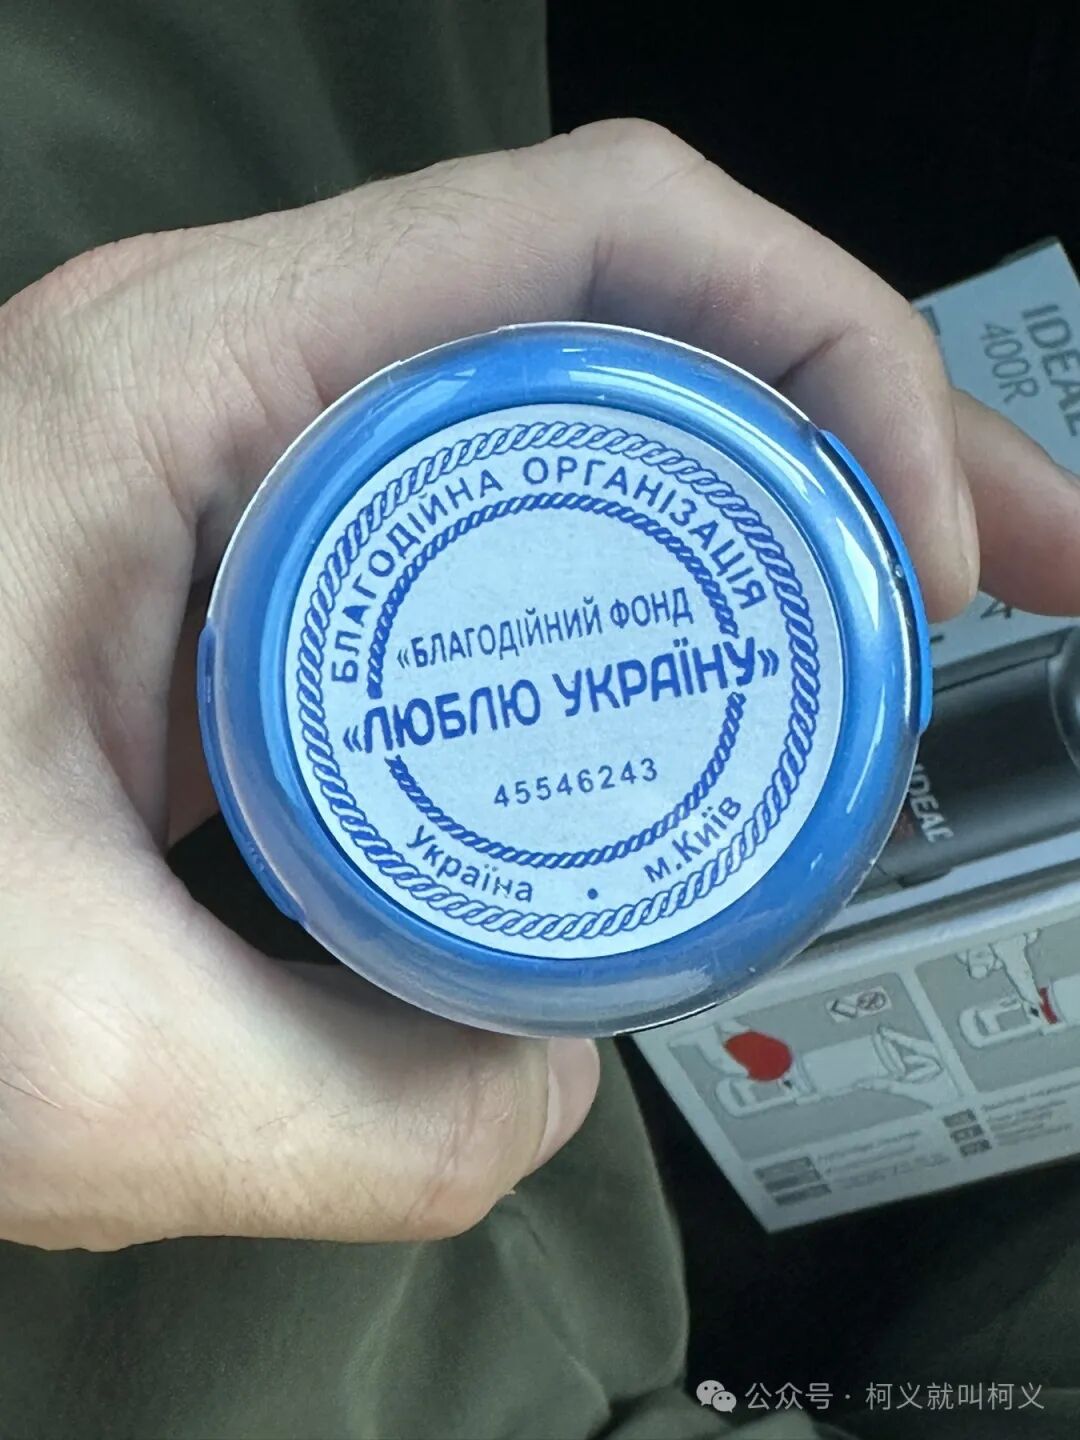 БЛАГОДІЙНА ОРГАНІЗАЦІЯ
«БЛАГОДІЙНИЙ ФОНД
«ЛЮБЛЮ УКРАЇНУ»
45546243
Україна • м.Київ
IDEAL
400R
IDEAL
公众号 · 柯义就叫柯义